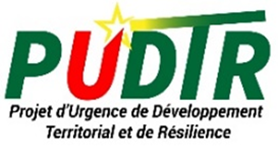 PUDTR
Projet d'Urgence de Développement
Territorial et de Résilience